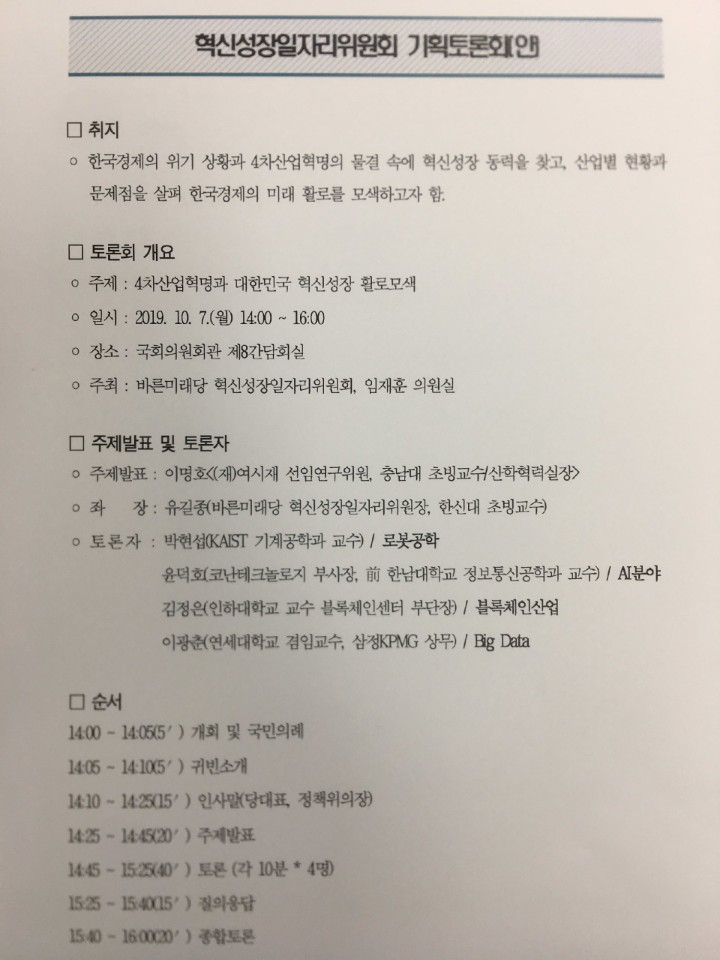 혁신성장일자리위원회 기획토론회(안)
□ 취지
○ 한국경제의 위기 상황과 4차산업혁명의 물결 속에 혁신성장 동력을 찾고, 산업별 현황과
문제점을 살펴 한국경제의 미래 활로를 모색하고자 함.
□ 토론회 개요
○ 주제 : 4차산업혁명과 대한민국 혁신성장 활로모색
○ 일시 : 2019. 10. 7.(월) 14:00 ~ 16:00
○ 장소 : 국회의원회관 제8간담회실
○ 주최 : 바른미래당 혁신성장일자리위원회, 임재훈 의원실
□ 주제발표 및 토론자
○ 주제발표 : 이명호<(재)여시재 선임연구위원, 충남대 초빙교수/산학협력실장>
○ 좌 장 : 유길종(바른미래당 혁신성장일자리위원장, 한신대 초빙교수)
○ 토론자 : 박현섭(KAIST 기계공학과 교수) / 로봇공학
윤덕호(코난테크놀로지 부사장, 前 한남대학교 정보통신공학과 교수) / AI분야
김정은(인하대학교 교수 블록체인센터 부단장) / 블록체인산업
이광춘(연세대학교 겸임교수, 삼정KPMG 상무) / Big Data
□ 순서
14:00 ~ 14:05(5′) 개회 및 국민의례
14:05 ~ 14:10(5′) 귀빈소개
14:10 ~ 14:25(15′) 인사말(당대표, 정책위의장)
14:25 ~ 14:45(20′) 주제발표
14:45 ~ 15:25(40′) 토론 (각 10분 * 4명)
15:25 ~ 15:40(15′) 질의응답
15:40 ~ 16:00(20′) 종합토론